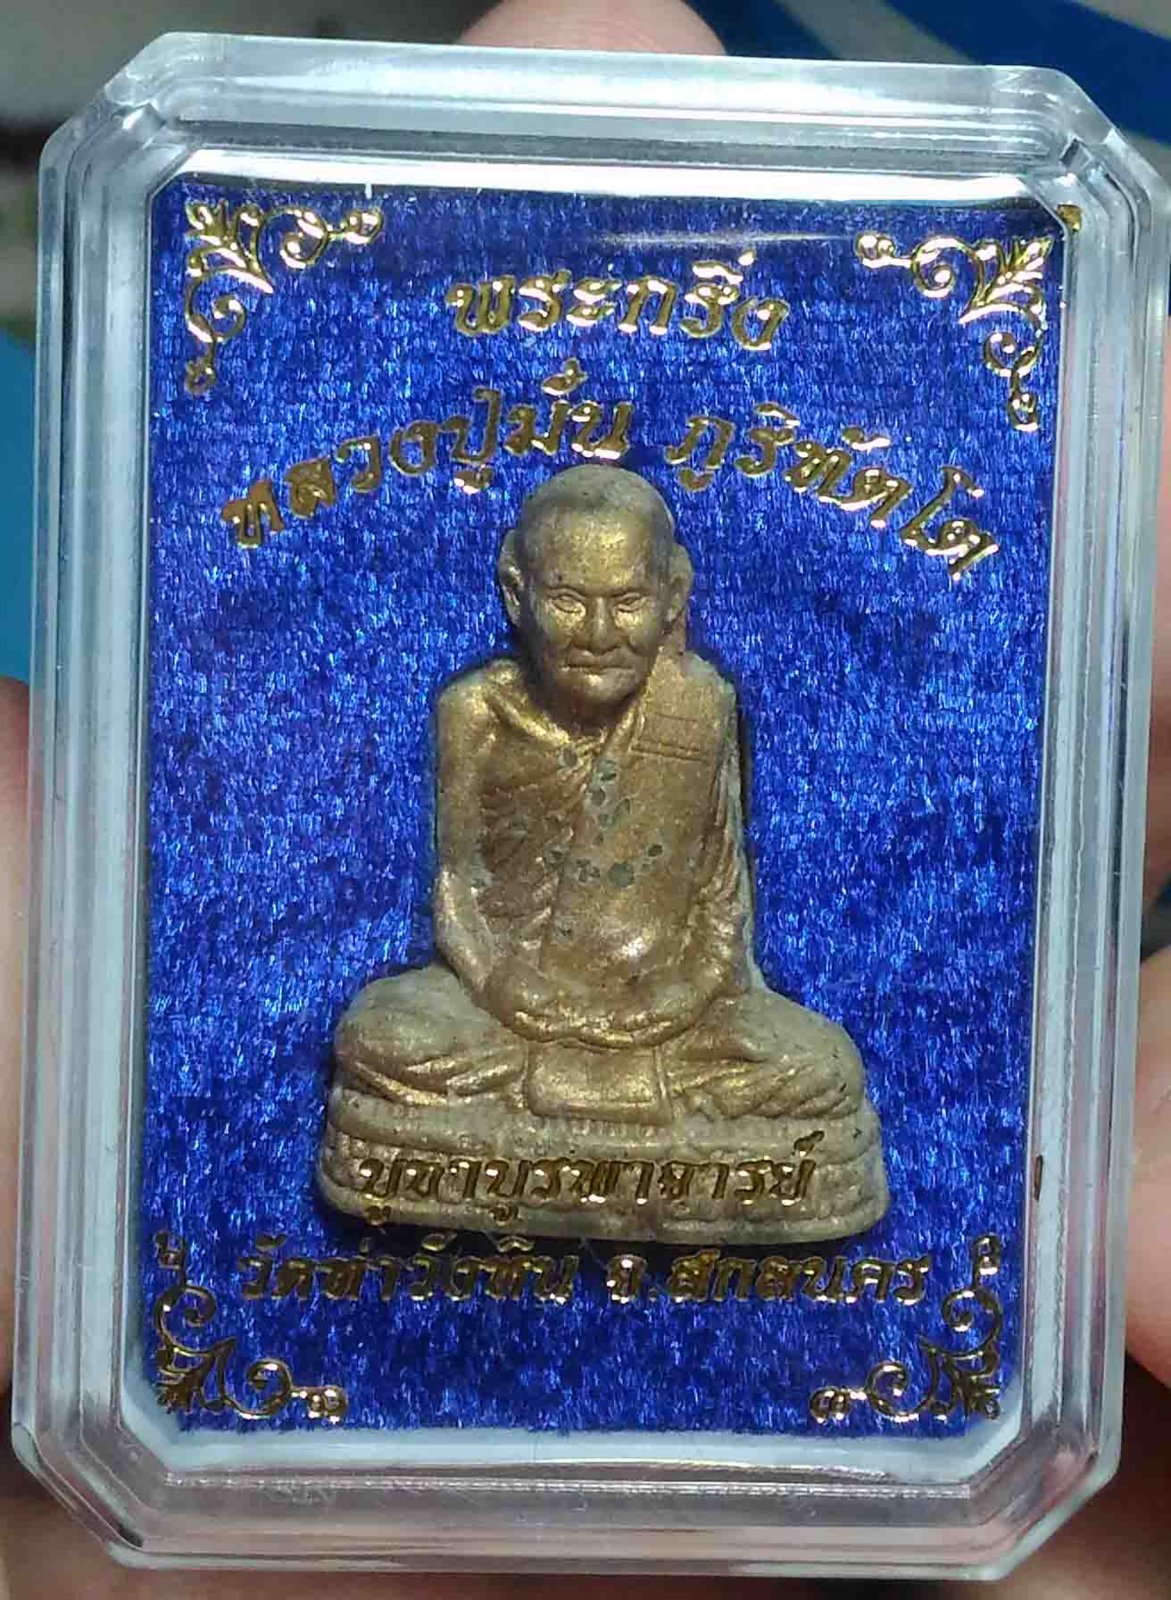 พระกริ่ง
หลวงปู่มั่น ภูริทัตโต
บูชาบูรพาจารย์
วัดท่าวังหิน จ.สกลนคร